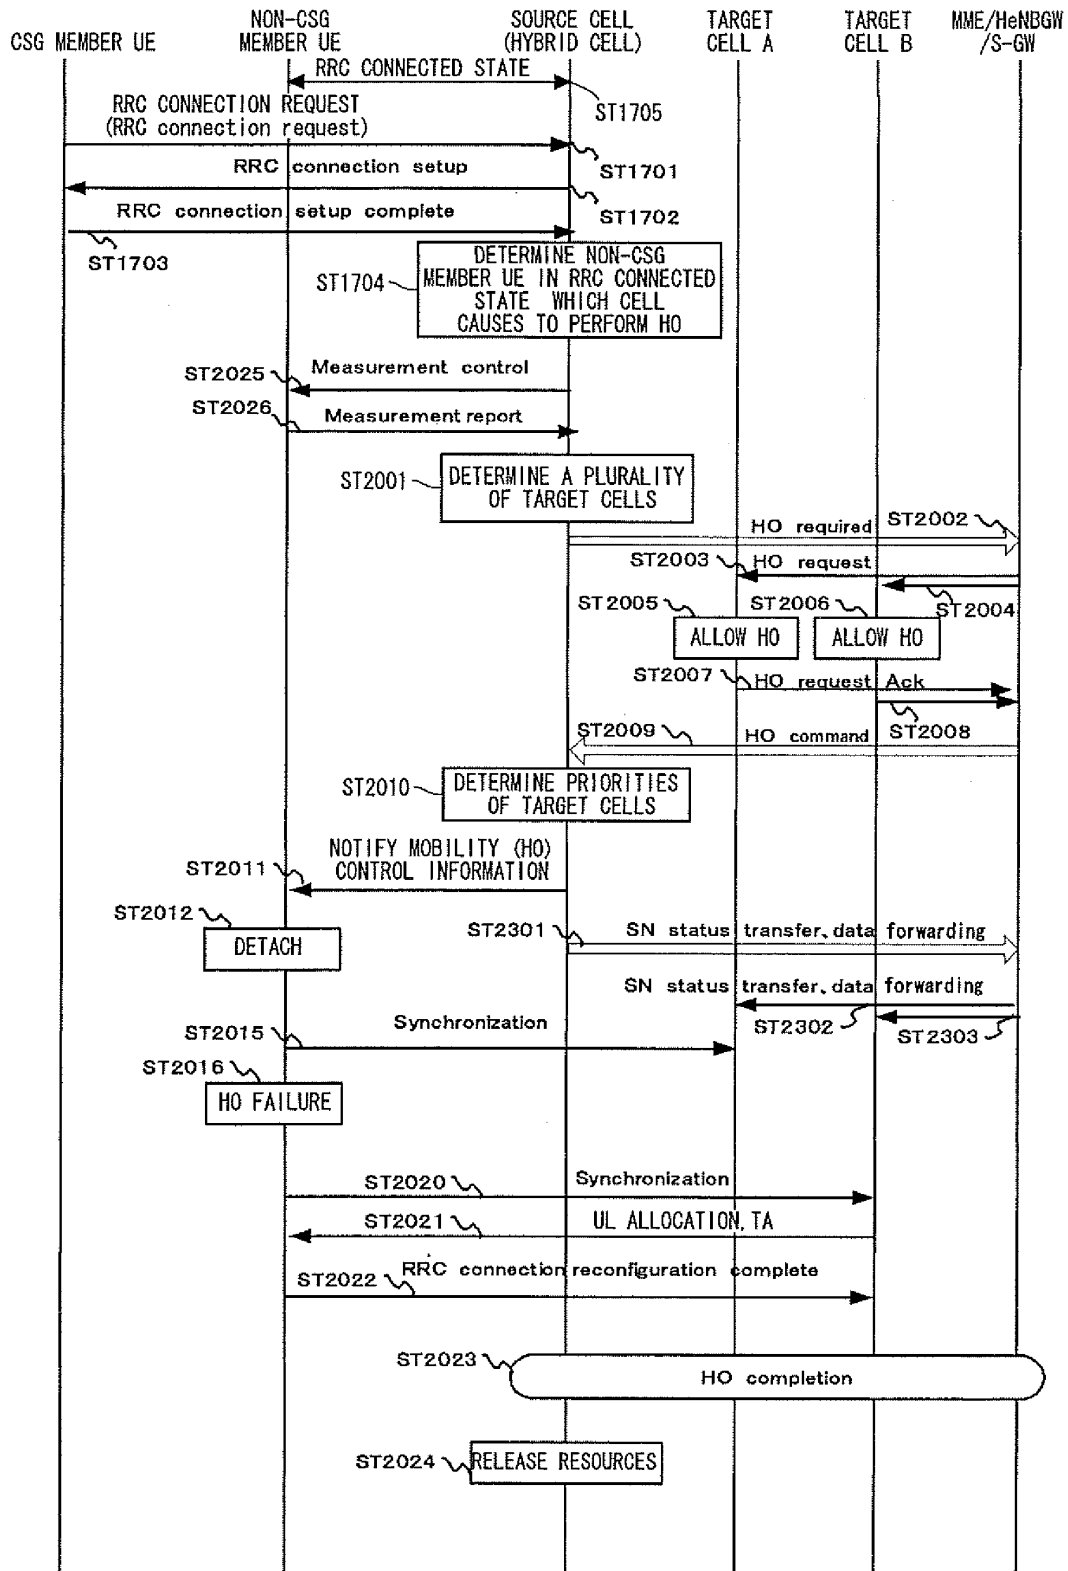 CSG MEMBER UE
NON-CSG
MEMBER UE
SOURCE CELL
(HYBRID CELL)
TARGET
CELL A
TARGET
CELL B
MME/HeNBGW
/S-GW
RRC CONNECTED STATE
ST1705
RRC CONNECTION REQUEST
(RRC connection request)
ST1701
RRC connection setup
ST1702
RRC connection setup complete
ST1703
ST1704
DETERMINE NON-CSG
MEMBER UE IN RRC CONNECTED
STATE WHICH CELL
CAUSES TO PERFORM HO
ST2025
Measurement control
ST2026
Measurement report
ST2001
DETERMINE A PLURALITY
OF TARGET CELLS
HO required
ST2002
ST2003
HO request
ST2004
ST2005
ST2006
ALLOW HO
ALLOW HO
ST2007
HO request Ack
ST2008
ST2009
HO command
ST2010
DETERMINE PRIORITIES
OF TARGET CELLS
NOTIFY MOBILITY (HO)
CONTROL INFORMATION
ST2011
ST2012
DETACH
ST2301
SN status transfer, data forwarding
SN status transfer, data forwarding
ST2302
ST2303
ST2015
Synchronization
ST2016
HO FAILURE
ST2020
Synchronization
ST2021
UL ALLOCATION, TA
RRC connection reconfiguration complete
ST2022
ST2023
HO completion
ST2024
RELEASE RESOURCES